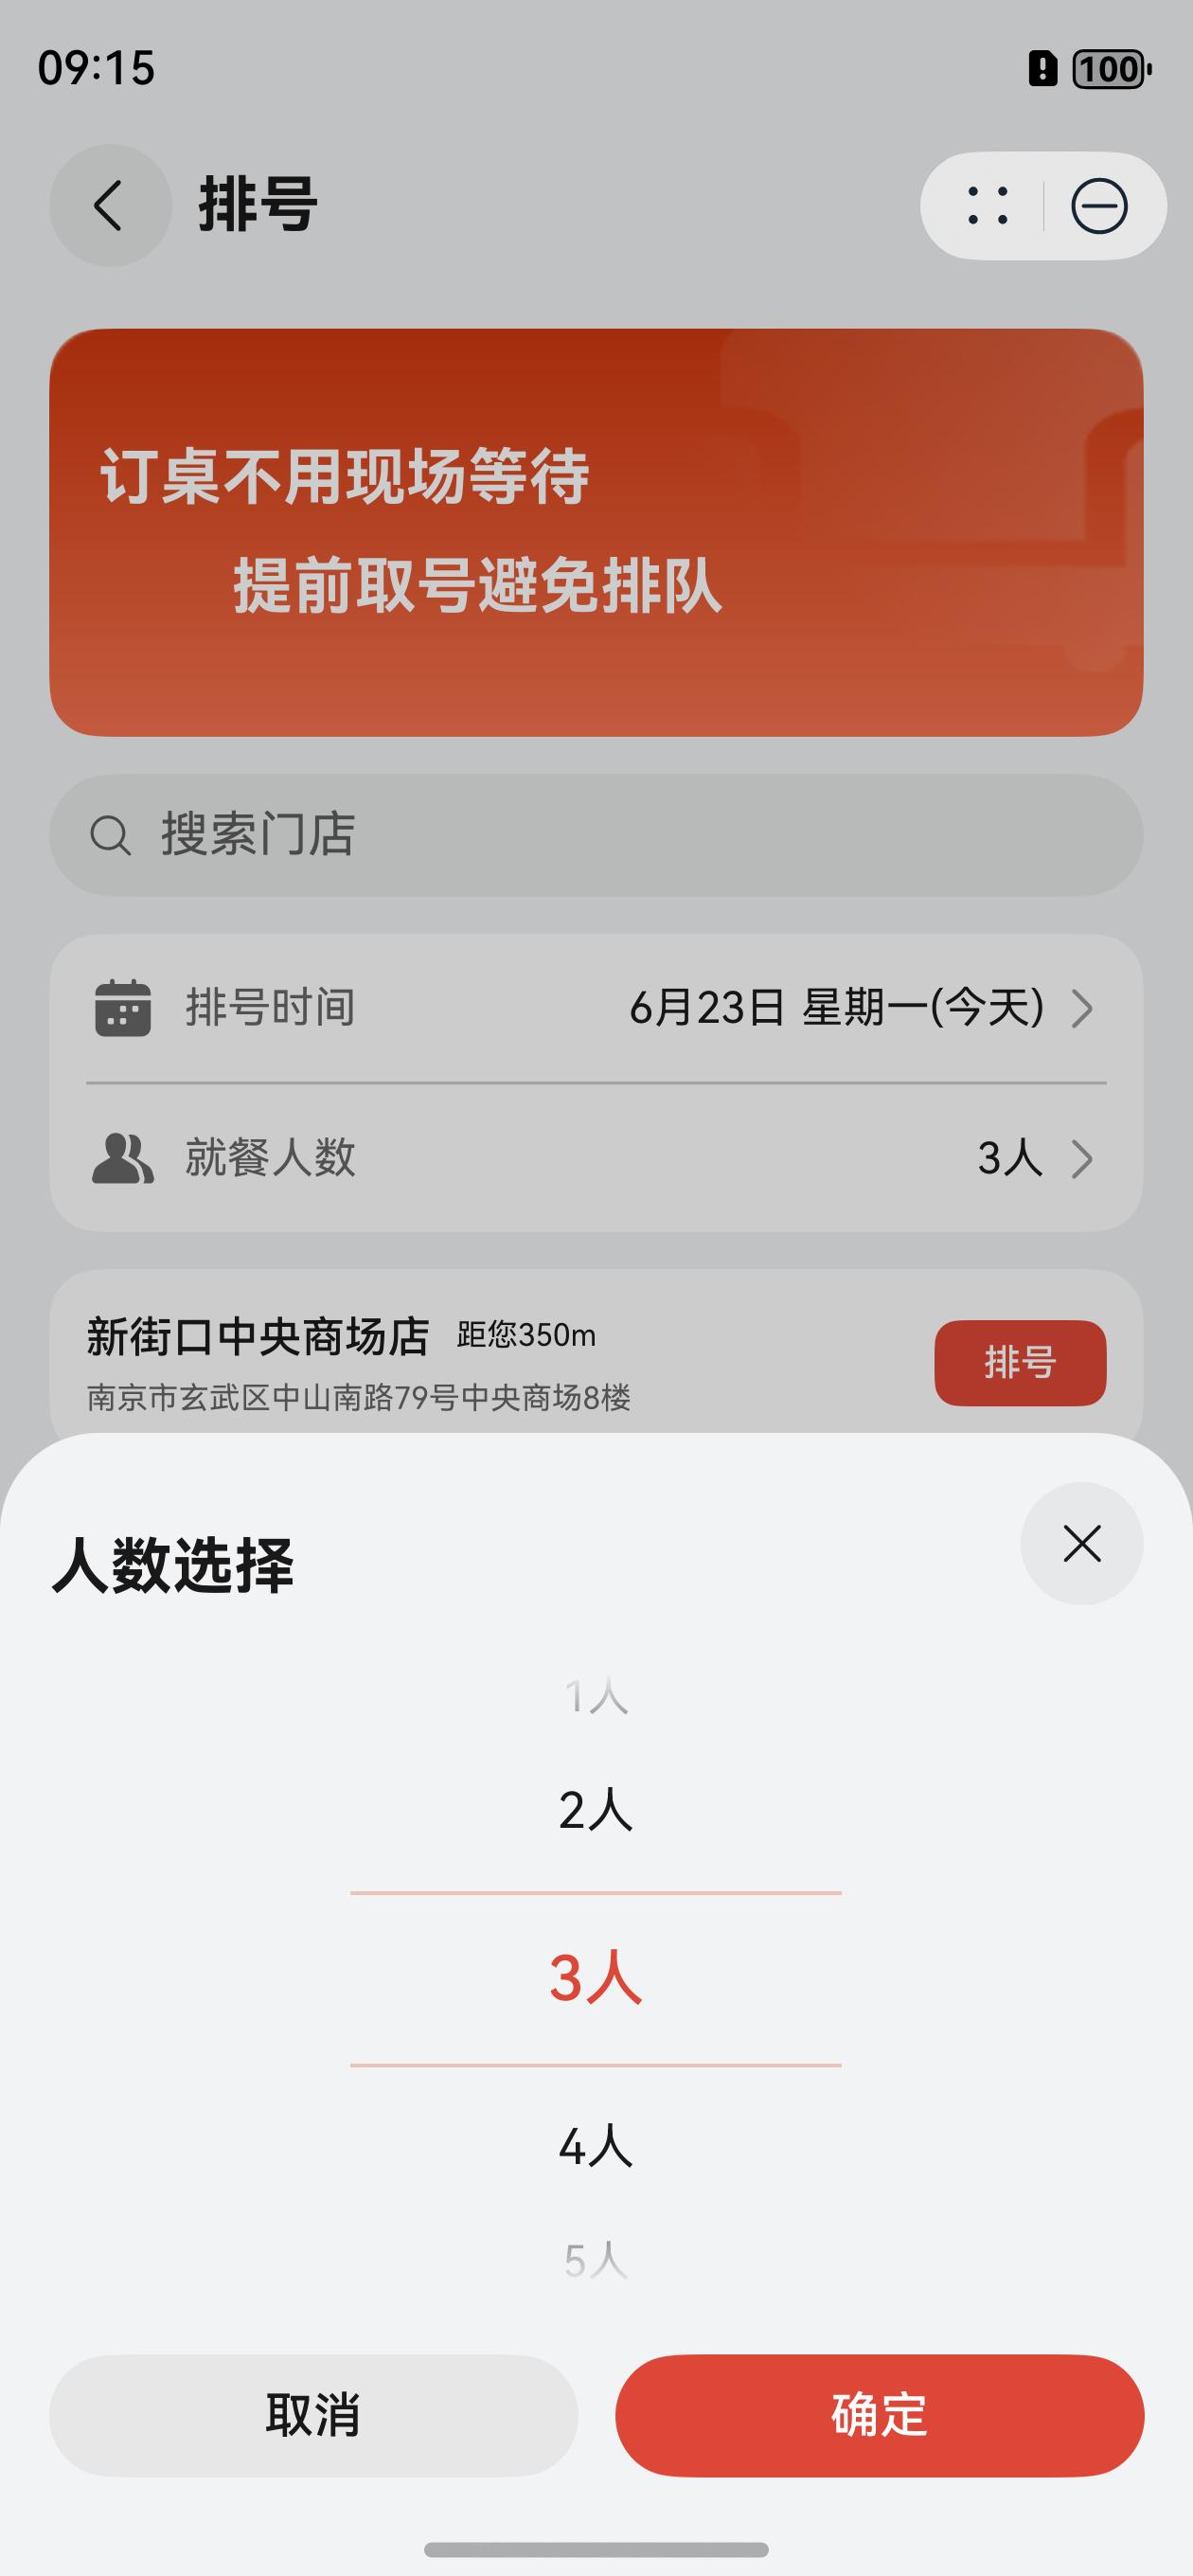 09:15
100
排号
订桌不用现场等待
提前取号避免排队
搜索门店
排号时间 6月23日 星期一(今天)
就餐人数 3人
新街口中央商场店 距您350m
排号
南京市玄武区中山南路79号中央商场8楼
人数选择
1人
2人
3人
4人
5人
取消 确定